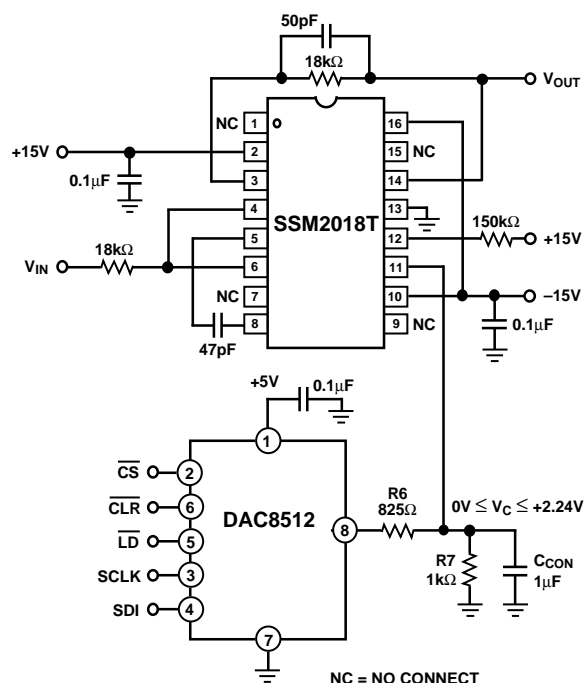 50pF
18kΩ
VOUT
NC 1
16
+15V
2
15 NC
0.1µF
3
14
SSM2018T
4
13
150kΩ
5
12
+15V
18kΩ
VIN
6
11
NC 7
10
–15V
8
9 NC
0.1µF
47pF
+5V
0.1µF
1
CS 2
R6
825Ω
0V ≤ VC ≤ +2.24V
CLR 6
DAC8512
8
LD 5
R7
1kΩ
CCON
1µF
SCLK 3
SDI 4
7
NC = NO CONNECT